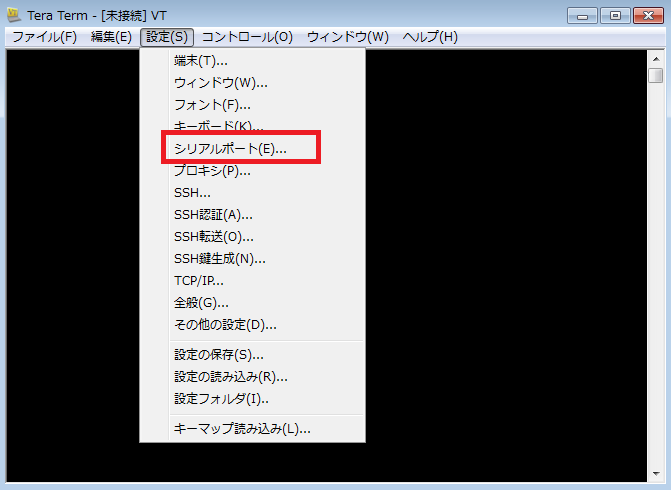 Tera Term - [未接続] VT
ファイル(F) 編集(E) 設定(S) コントロール(O) ウィンドウ(W) ヘルプ(H)
端末(T)...
ウィンドウ(W)...
フォント(F)...
キーボード(K)...
シリアルポート(E)...
プロキシ(P)...
SSH...
SSH認証(A)...
SSH転送(O)...
SSH鍵生成(N)...
TCP/IP...
全般(G)...
その他の設定(D)...
設定の保存(S)...
設定の読み込み(R)...
設定フォルダ(I)..
キーマップ読み込み(L)...